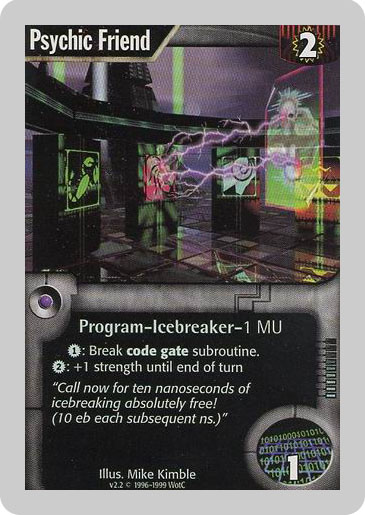 Psychic Friend
2
Program-Icebreaker-1 MU
1: Break code gate subroutine.
2: +1 strength until end of turn
"Call now for ten nanoseconds of
icebreaking absolutely free!
(10 eb each subsequent ns.)"
1
Illus. Mike Kimble
v2.2 © 1996-1999 WotC